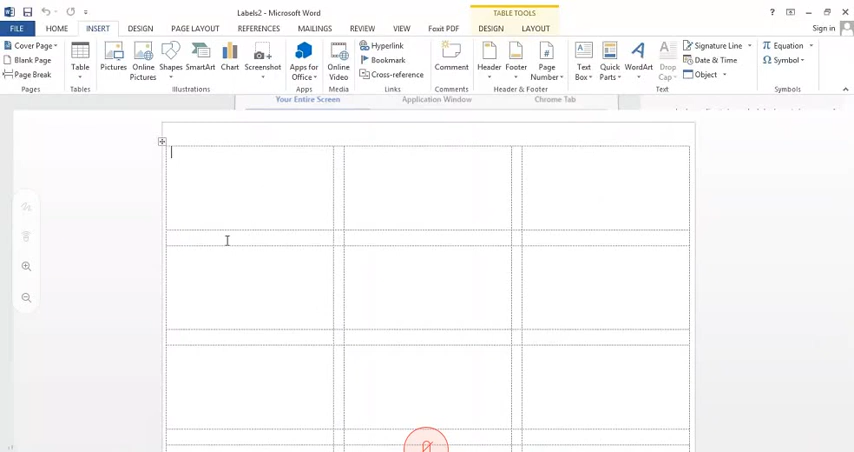 Labels2 - Microsoft Word
TABLE TOOLS
Sign in
FILE HOME INSERT DESIGN PAGE LAYOUT REFERENCES MAILINGS REVIEW VIEW Foxit PDF DESIGN LAYOUT
Cover Page
Blank Page
Page Break
Pages
Table
Tables
Pictures
Online Pictures
Shapes
SmartArt
Chart
Screenshot
Illustrations
Apps for Office
Apps
Online Video
Media
Hyperlink
Bookmark
Cross-reference
Links
Comment
Comments
Header
Footer
Page Number
Header & Footer
Text Box
Quick Parts
WordArt
Drop Cap
Signature Line
Date & Time
Object
Text
Equation
Symbol
Symbols
Your Entire Screen Application Window Chrome Tab